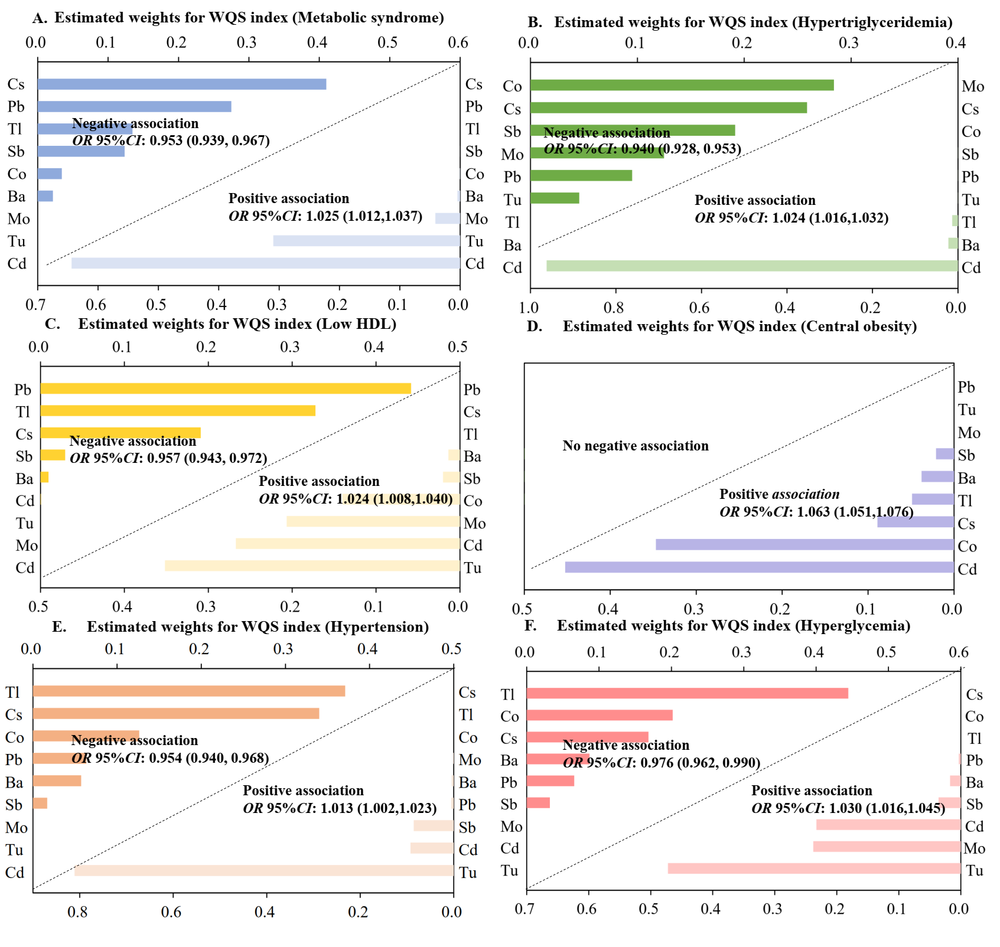 A. Estimated weights for WQS index (Metabolic syndrome)
0.0 0.1 0.2 0.3 0.4 0.5 0.6
Cs Cs
Pb Pb
Tl Tl
Negative association
OR 95%CI: 0.953 (0.939, 0.967)
Sb Sb
Co Co
Ba Ba
Positive association
OR 95%CI: 1.025 (1.012,1.037)
Mo Mo
Tu Tu
Cd Cd
0.7 0.6 0.5 0.4 0.3 0.2 0.1 0.0
B. Estimated weights for WQS index (Hypertriglyceridemia)
0.0 0.1 0.2 0.3 0.4
Co Mo
Cs Cs
Sb Co
Negative association
OR 95%CI: 0.940 (0.928, 0.953)
Mo Sb
Pb Pb
Tu Tu
Positive association
OR 95%CI: 1.024 (1.016,1.032)
Tl Tl
Ba Ba
Cd Cd
1.0 0.8 0.6 0.4 0.2 0.0
C. Estimated weights for WQS index (Low HDL)
0.0 0.1 0.2 0.3 0.4 0.5
Pb Pb
Tl Cs
Cs Tl
Negative association
OR 95%CI: 0.957 (0.943, 0.972)
Sb Ba
Ba Sb
Positive association
OR 95%CI: 1.024 (1.008,1.040)
Cd Co
Tu Mo
Mo Cd
Cd Tu
0.5 0.4 0.3 0.2 0.1 0.0
D. Estimated weights for WQS index (Central obesity)
Pb
Tu
Mo
No negative association
Sb
Ba
Positive association
Tl
OR 95%CI: 1.063 (1.051,1.076)
Cs
Co
Cd
0.5 0.4 0.3 0.2 0.1 0.0
E. Estimated weights for WQS index (Hypertension)
0.0 0.1 0.2 0.3 0.4 0.5
Tl Cs
Cs Tl
Co Co
Negative association
OR 95%CI: 0.954 (0.940, 0.968)
Pb Mo
Ba Ba
Positive association
OR 95%CI: 1.013 (1.002,1.023)
Sb Pb
Mo Sb
Tu Cd
Cd Tu
0.8 0.6 0.4 0.2 0.0
F. Estimated weights for WQS index (Hyperglycemia)
0.0 0.1 0.2 0.3 0.4 0.5 0.6
Tl Cs
Co Co
Cs Tl
Negative association
OR 95%CI: 0.976 (0.962, 0.990)
Ba Pb
Pb Ba
Positive association
OR 95%CI: 1.030 (1.016,1.045)
Sb Sb
Mo Cd
Cd Mo
Tu Tu
0.7 0.6 0.5 0.4 0.3 0.2 0.1 0.0